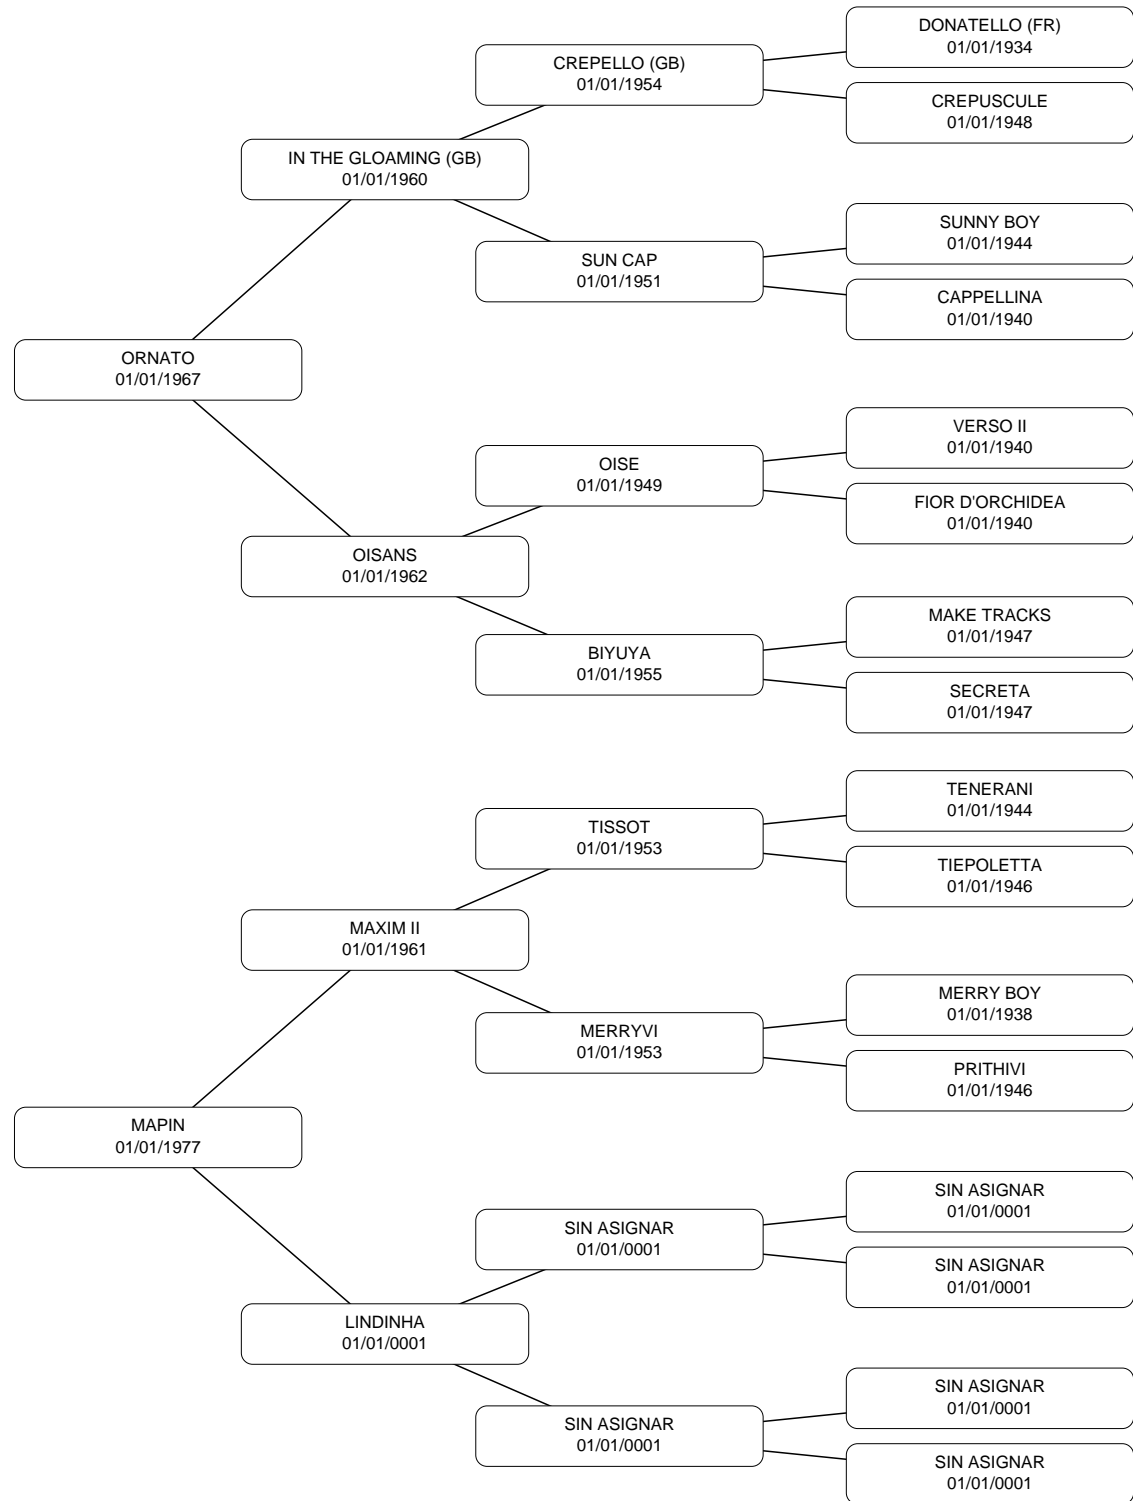 DONATELLO (FR)
01/01/1934
CREPELLO (GB)
01/01/1954
CREPUSCULE
01/01/1948
IN THE GLOAMING (GB)
01/01/1960
SUNNY BOY
01/01/1944
SUN CAP
01/01/1951
CAPPELLINA
01/01/1940
ORNATO
01/01/1967
VERSO II
01/01/1940
OISE
01/01/1949
FIOR D'ORCHIDEA
01/01/1940
OISANS
01/01/1962
MAKE TRACKS
01/01/1947
BIYUYA
01/01/1955
SECRETA
01/01/1947
TENERANI
01/01/1944
TISSOT
01/01/1953
TIEPOLETTA
01/01/1946
MAXIM II
01/01/1961
MERRY BOY
01/01/1938
MERRYVI
01/01/1953
PRITHIVI
01/01/1946
MAPIN
01/01/1977
SIN ASIGNAR
01/01/0001
SIN ASIGNAR
01/01/0001
SIN ASIGNAR
01/01/0001
LINDINHA
01/01/0001
SIN ASIGNAR
01/01/0001
SIN ASIGNAR
01/01/0001
SIN ASIGNAR
01/01/0001